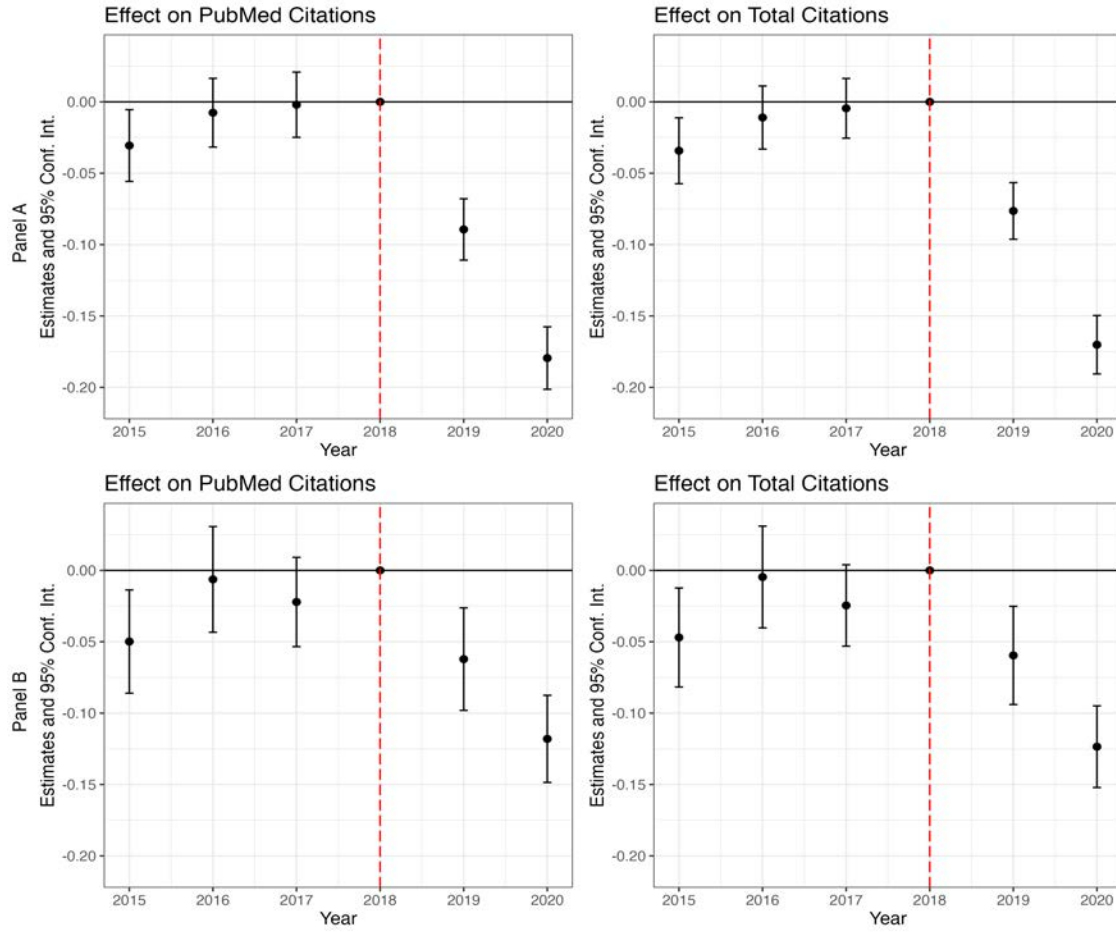 Effect on PubMed Citations
Panel A
Estimates and 95% Conf. Int.
0.00
-0.05
-0.10
-0.15
-0.20
2015 2016 2017 2018 2019 2020
Year
Effect on Total Citations
Estimates and 95% Conf. Int.
0.00
-0.05
-0.10
-0.15
-0.20
2015 2016 2017 2018 2019 2020
Year
Effect on PubMed Citations
Panel B
Estimates and 95% Conf. Int.
0.00
-0.05
-0.10
-0.15
-0.20
2015 2016 2017 2018 2019 2020
Year
Effect on Total Citations
Estimates and 95% Conf. Int.
0.00
-0.05
-0.10
-0.15
-0.20
2015 2016 2017 2018 2019 2020
Year